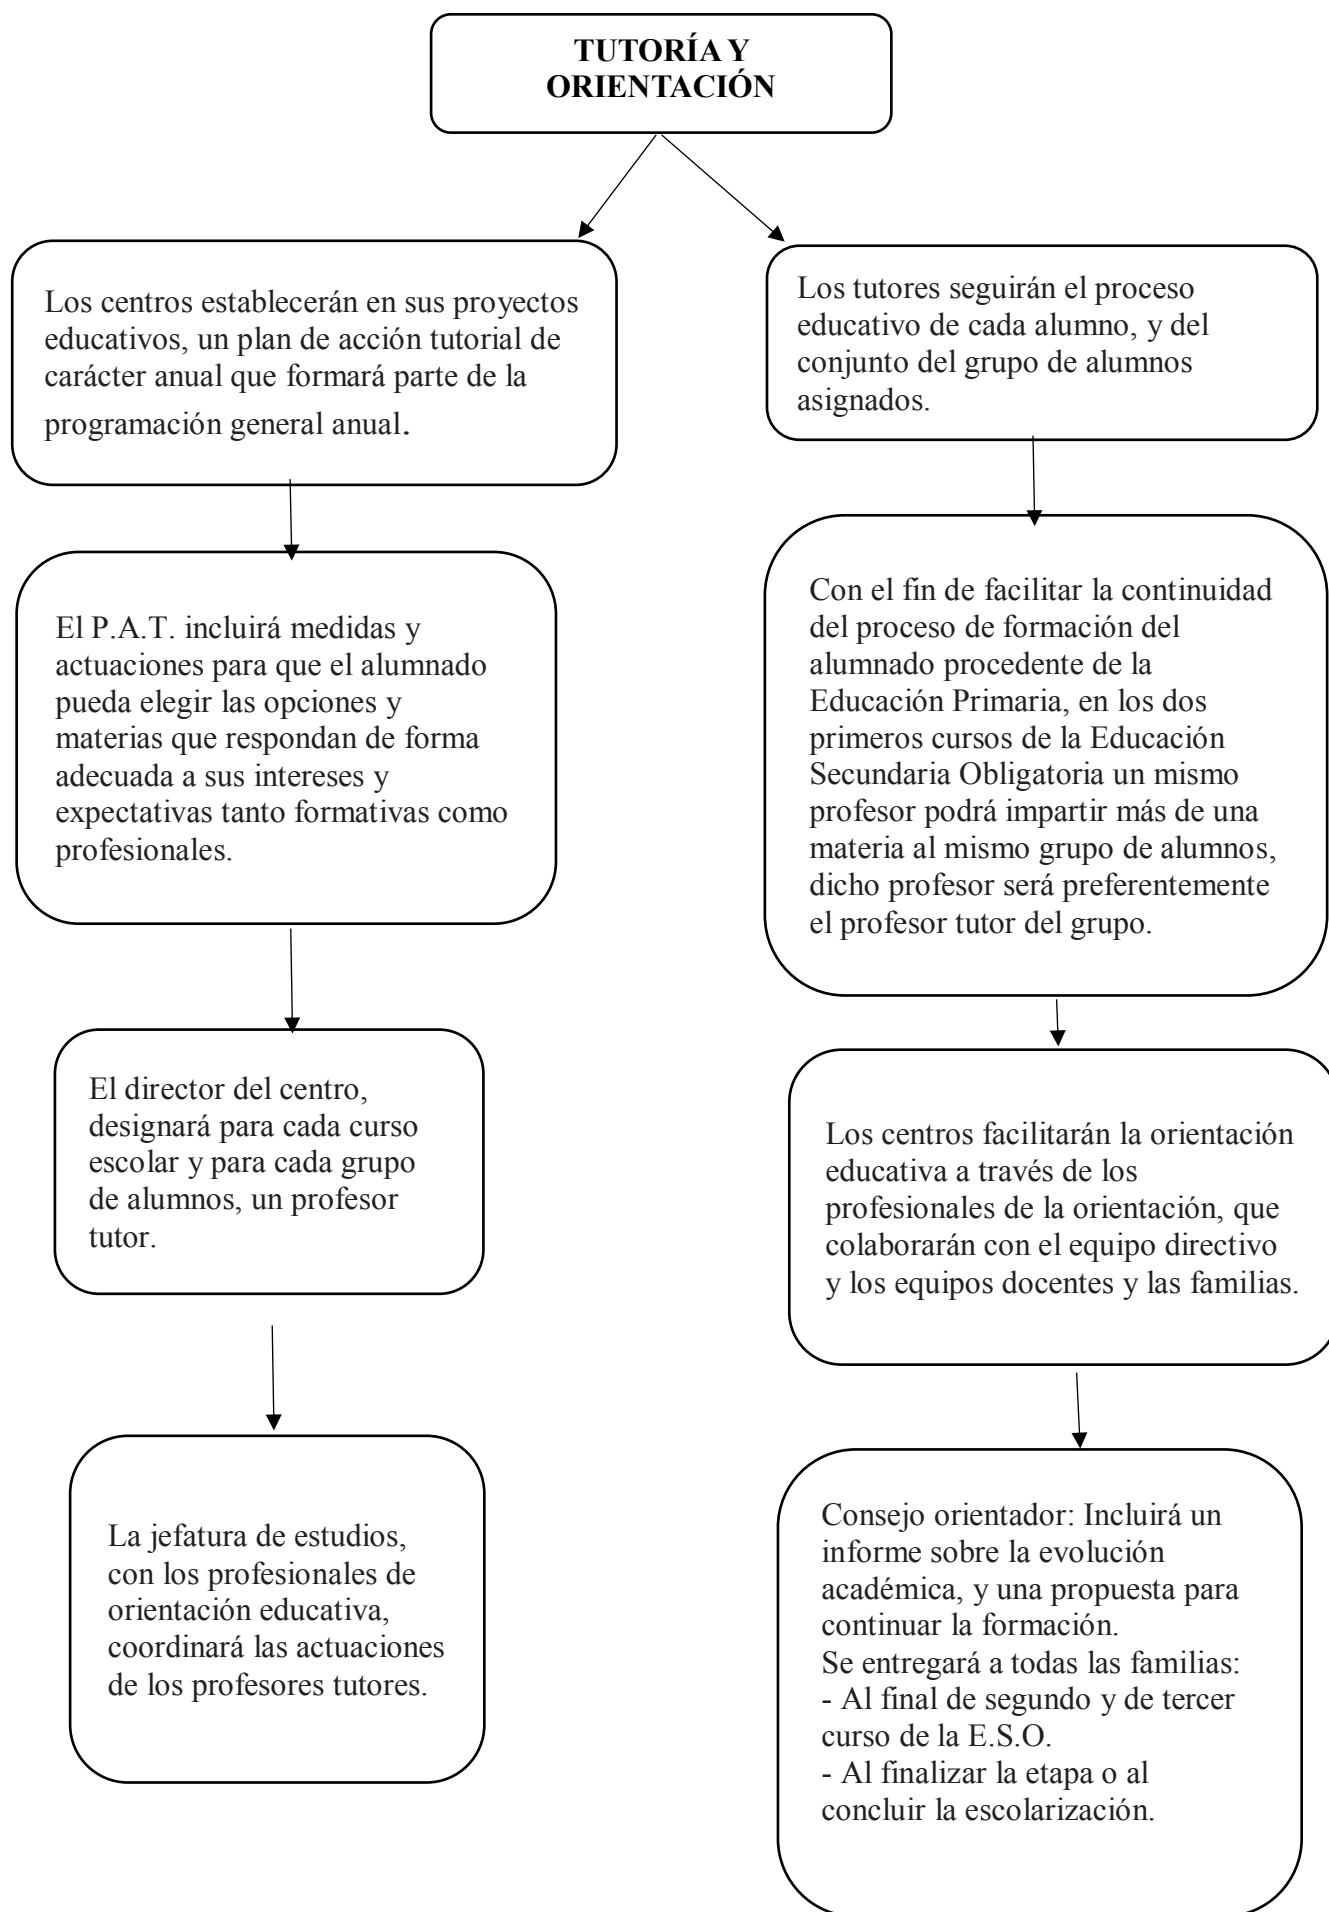 TUTORÍA Y
ORIENTACIÓN
Los centros establecerán en sus proyectos
educativos, un plan de acción tutorial de
carácter anual que formará parte de la
programación general anual.
El P.A.T. incluirá medidas y
actuaciones para que el alumnado
pueda elegir las opciones y
materias que respondan de forma
adecuada a sus intereses y
expectativas tanto formativas como
profesionales.
El director del centro,
designará para cada curso
escolar y para cada grupo
de alumnos, un profesor
tutor.
La jefatura de estudios,
con los profesionales de
orientación educativa,
coordinará las actuaciones
de los profesores tutores.
Los tutores seguirán el proceso
educativo de cada alumno, y del
conjunto del grupo de alumnos
asignados.
Con el fin de facilitar la continuidad
del proceso de formación del
alumnado procedente de la
Educación Primaria, en los dos
primeros cursos de la Educación
Secundaria Obligatoria un mismo
profesor podrá impartir más de una
materia al mismo grupo de alumnos,
dicho profesor será preferentemente
el profesor tutor del grupo.
Los centros facilitarán la orientación
educativa a través de los
profesionales de la orientación, que
colaborarán con el equipo directivo
y los equipos docentes y las familias.
Consejo orientador: Incluirá un
informe sobre la evolución
académica, y una propuesta para
continuar la formación.
Se entregará a todas las familias:
- Al final de segundo y de tercer
curso de la E.S.O.
- Al finalizar la etapa o al
concluir la escolarización.